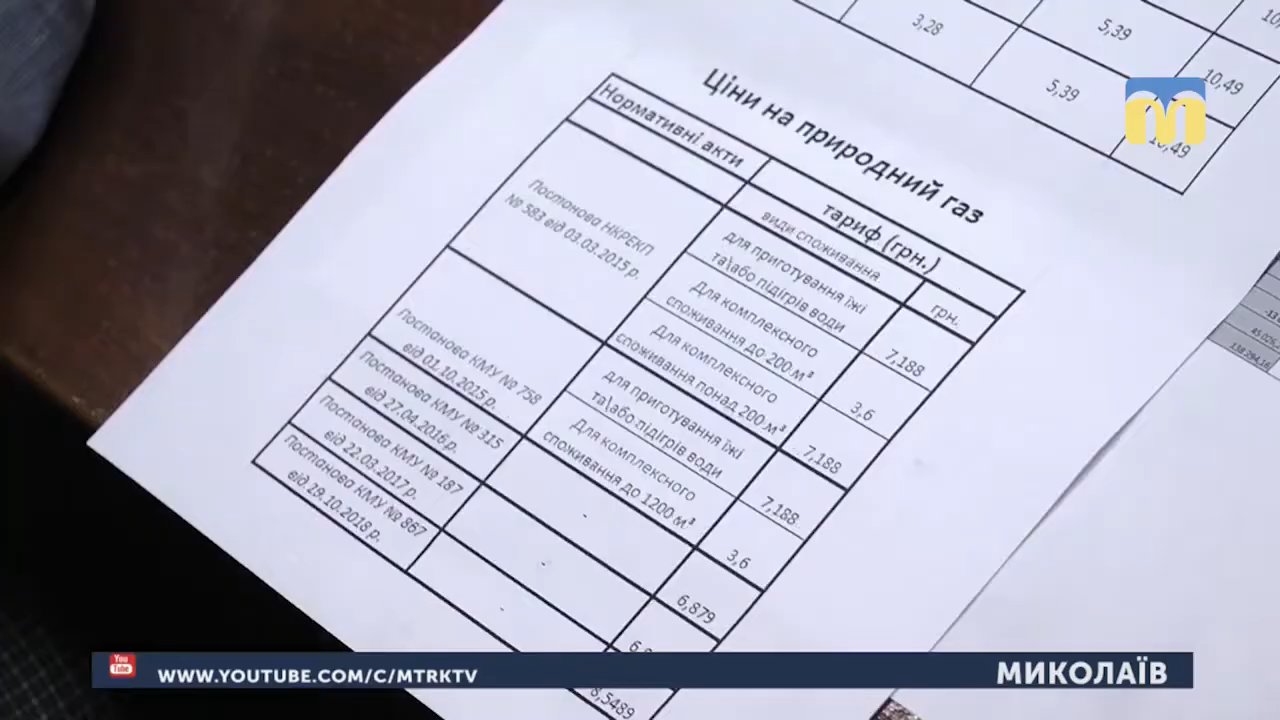 3,28
5,39
10,
5,39
10,49
Ціни на природний газ
Нормативні акти
тариф (грн.)
види споживання
грн.
Постанова НКРЕКП
№ 583 від 03.03.2015 р.
для приготування їжі
та\або підігрів води
7,188
Для комплексного
споживання до 200 м³
3,6
Для комплексного
споживання понад 200 м³
7,188
Постанова КМУ № 758
від 01.10.2015 р.
для приготування їжі
та\або підігрів води
7,188
Для комплексного
споживання до 1200 м³
3,6
Постанова КМУ № 315
від 27.04.2016 р.
-
6,879
Постанова КМУ № 187
від 22.03.2017 р.
-
Постанова КМУ № 867
від 29.10.2018 р.
-
8,5489
138 294,16
You
Tube
WWW.YOUTUBE.COM/C/MTRKTV
МИКОЛАЇВ